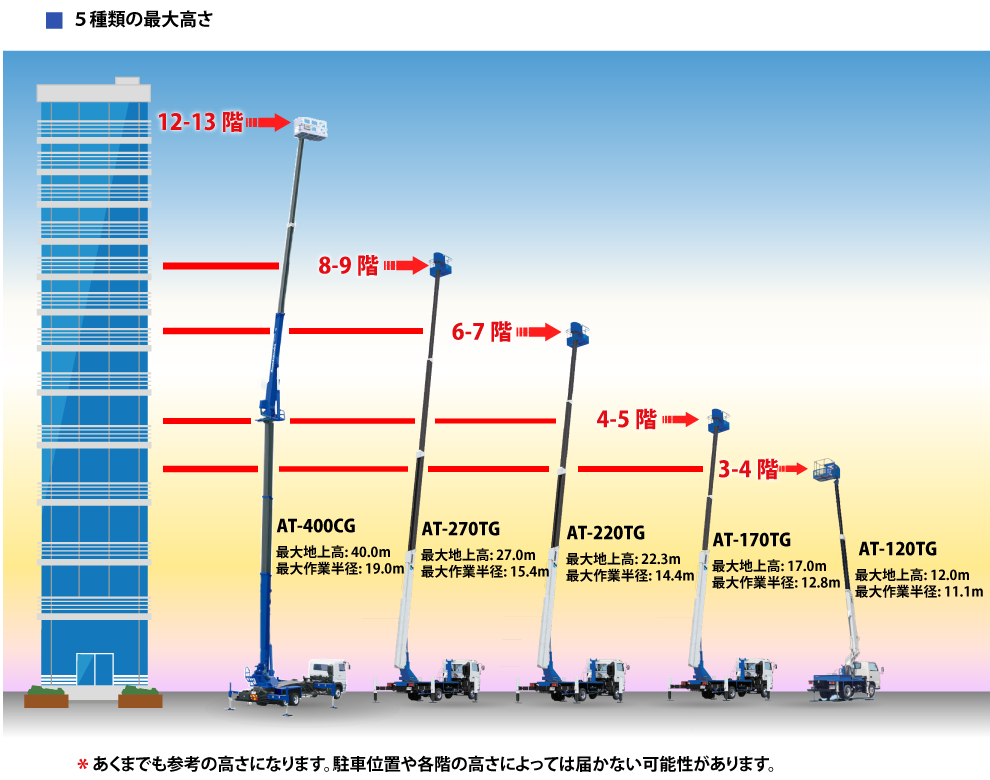 ５種類の最大高さ
12-13 階
8-9 階
6-7 階
4-5 階
3-4 階
AT-400CG
最大地上高: 40.0m
最大作業半径: 19.0m
AT-270TG
最大地上高: 27.0m
最大作業半径: 15.4m
AT-220TG
最大地上高: 22.3m
最大作業半径: 14.4m
AT-170TG
最大地上高: 17.0m
最大作業半径: 12.8m
AT-120TG
最大地上高: 12.0m
最大作業半径: 11.1m
* あくまでも参考の高さになります。駐車位置や各階の高さによっては届かない可能性があります。